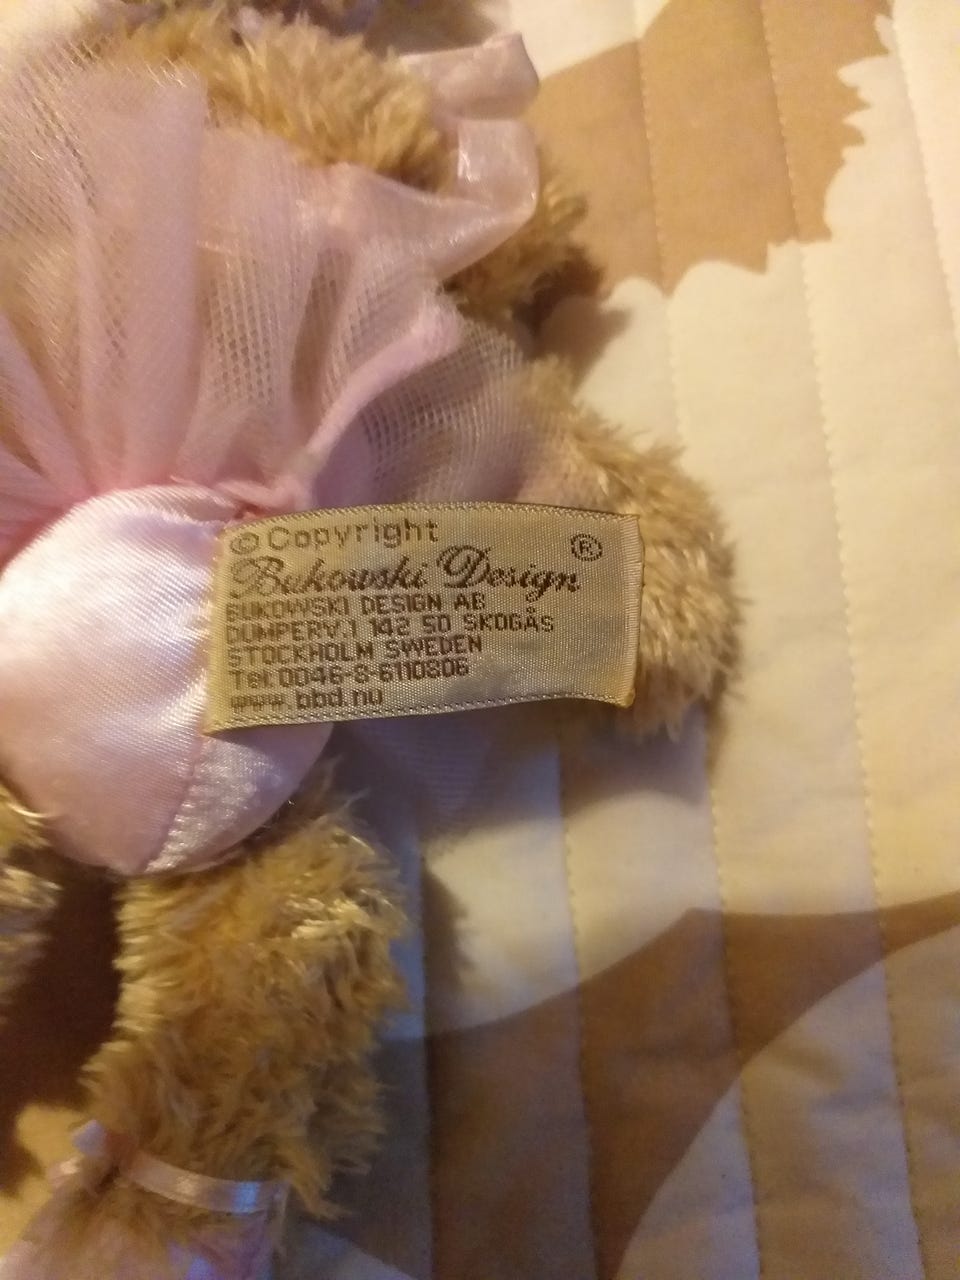 © Copyright
Bukowski Design ®
BUKOWSKI DESIGN AB
DUMPERV.1 142 50 SKOGÅS
STOCKHOLM SWEDEN
Tel:0046-8-6110806
www.bbd.nu